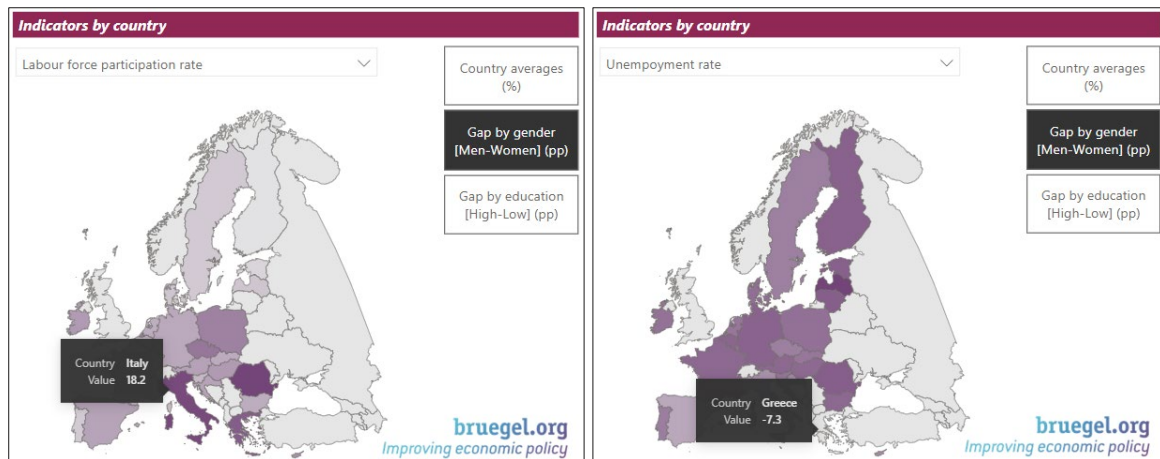 Indicators by country
Labour force participation rate
Country averages
(%)
Gap by gender
[Men-Women] (pp)
Gap by education
[High-Low] (pp)
Country Italy
Value 18.2
bruegel.org
Improving economic policy
Indicators by country
Unempoyment rate
Country averages
(%)
Gap by gender
[Men-Women] (pp)
Gap by education
[High-Low] (pp)
Country Greece
Value -7.3
bruegel.org
Improving economic policy